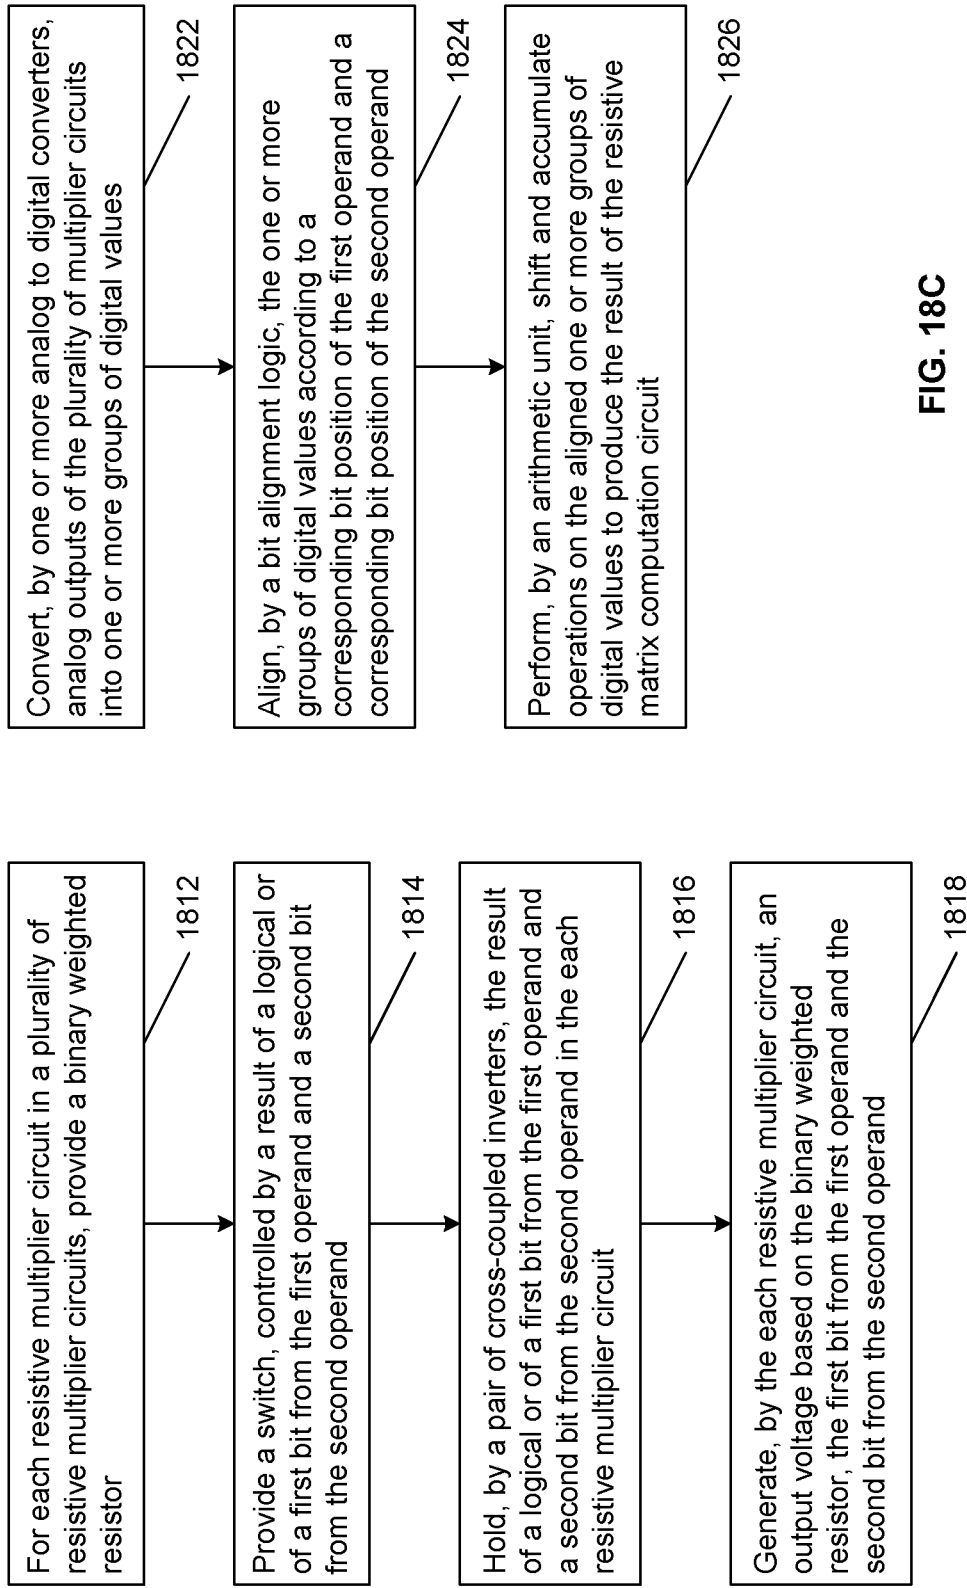 For each resistive multiplier circuit in a plurality of
resistive multiplier circuits, provide a binary weighted
resistor
1812
Provide a switch, controlled by a result of a logical or
of a first bit from the first operand and a second bit
from the second operand
1814
Hold, by a pair of cross-coupled inverters, the result
of a logical or of a first bit from the first operand and
a second bit from the second operand in the each
resistive multiplier circuit
1816
Generate, by the each resistive multiplier circuit, an
output voltage based on the binary weighted
resistor, the first bit from the first operand and the
second bit from the second operand
1818
Convert, by one or more analog to digital converters,
analog outputs of the plurality of multiplier circuits
into one or more groups of digital values
1822
Align, by a bit alignment logic, the one or more
groups of digital values according to a
corresponding bit position of the first operand and a
corresponding bit position of the second operand
1824
Perform, by an arithmetic unit, shift and accumulate
operations on the aligned one or more groups of
digital values to produce the result of the resistive
matrix computation circuit
1826
FIG. 18C